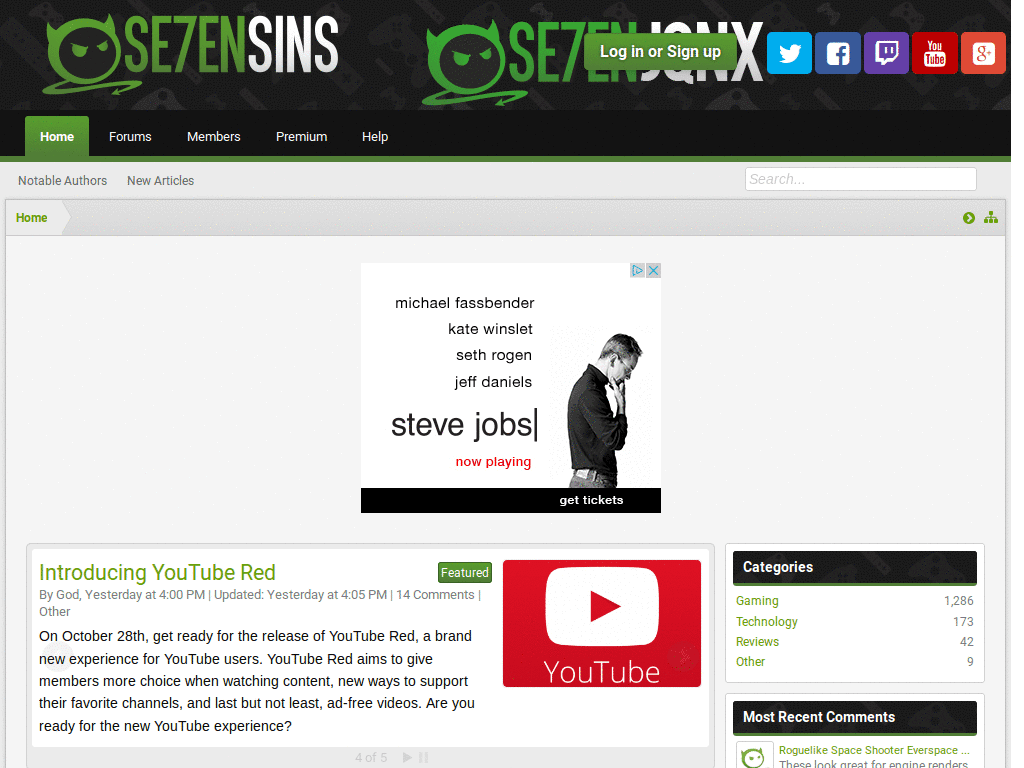 SE7ENSINS
SE7ENJQNX
Log in or Sign up
You
Tube
g+
Home
Forums
Members
Premium
Help
Notable Authors
New Articles
Search...
Home
michael fassbender
kate winslet
seth rogen
jeff daniels
steve jobs
now playing
get tickets
Introducing YouTube Red
Featured
By God, Yesterday at 4:00 PM | Updated: Yesterday at 4:05 PM | 14 Comments |
Other
On October 28th, get ready for the release of YouTube Red, a brand
new experience for YouTube users. YouTube Red aims to give
members more choice when watching content, new ways to support
their favorite channels, and last but not least, ad-free videos. Are you
ready for the new YouTube experience?
YouTube
4 of 5
Categories
Gaming 1,286
Technology 173
Reviews 42
Other 9
Most Recent Comments
Roguelike Space Shooter Everspace ...
These look great for engine renders